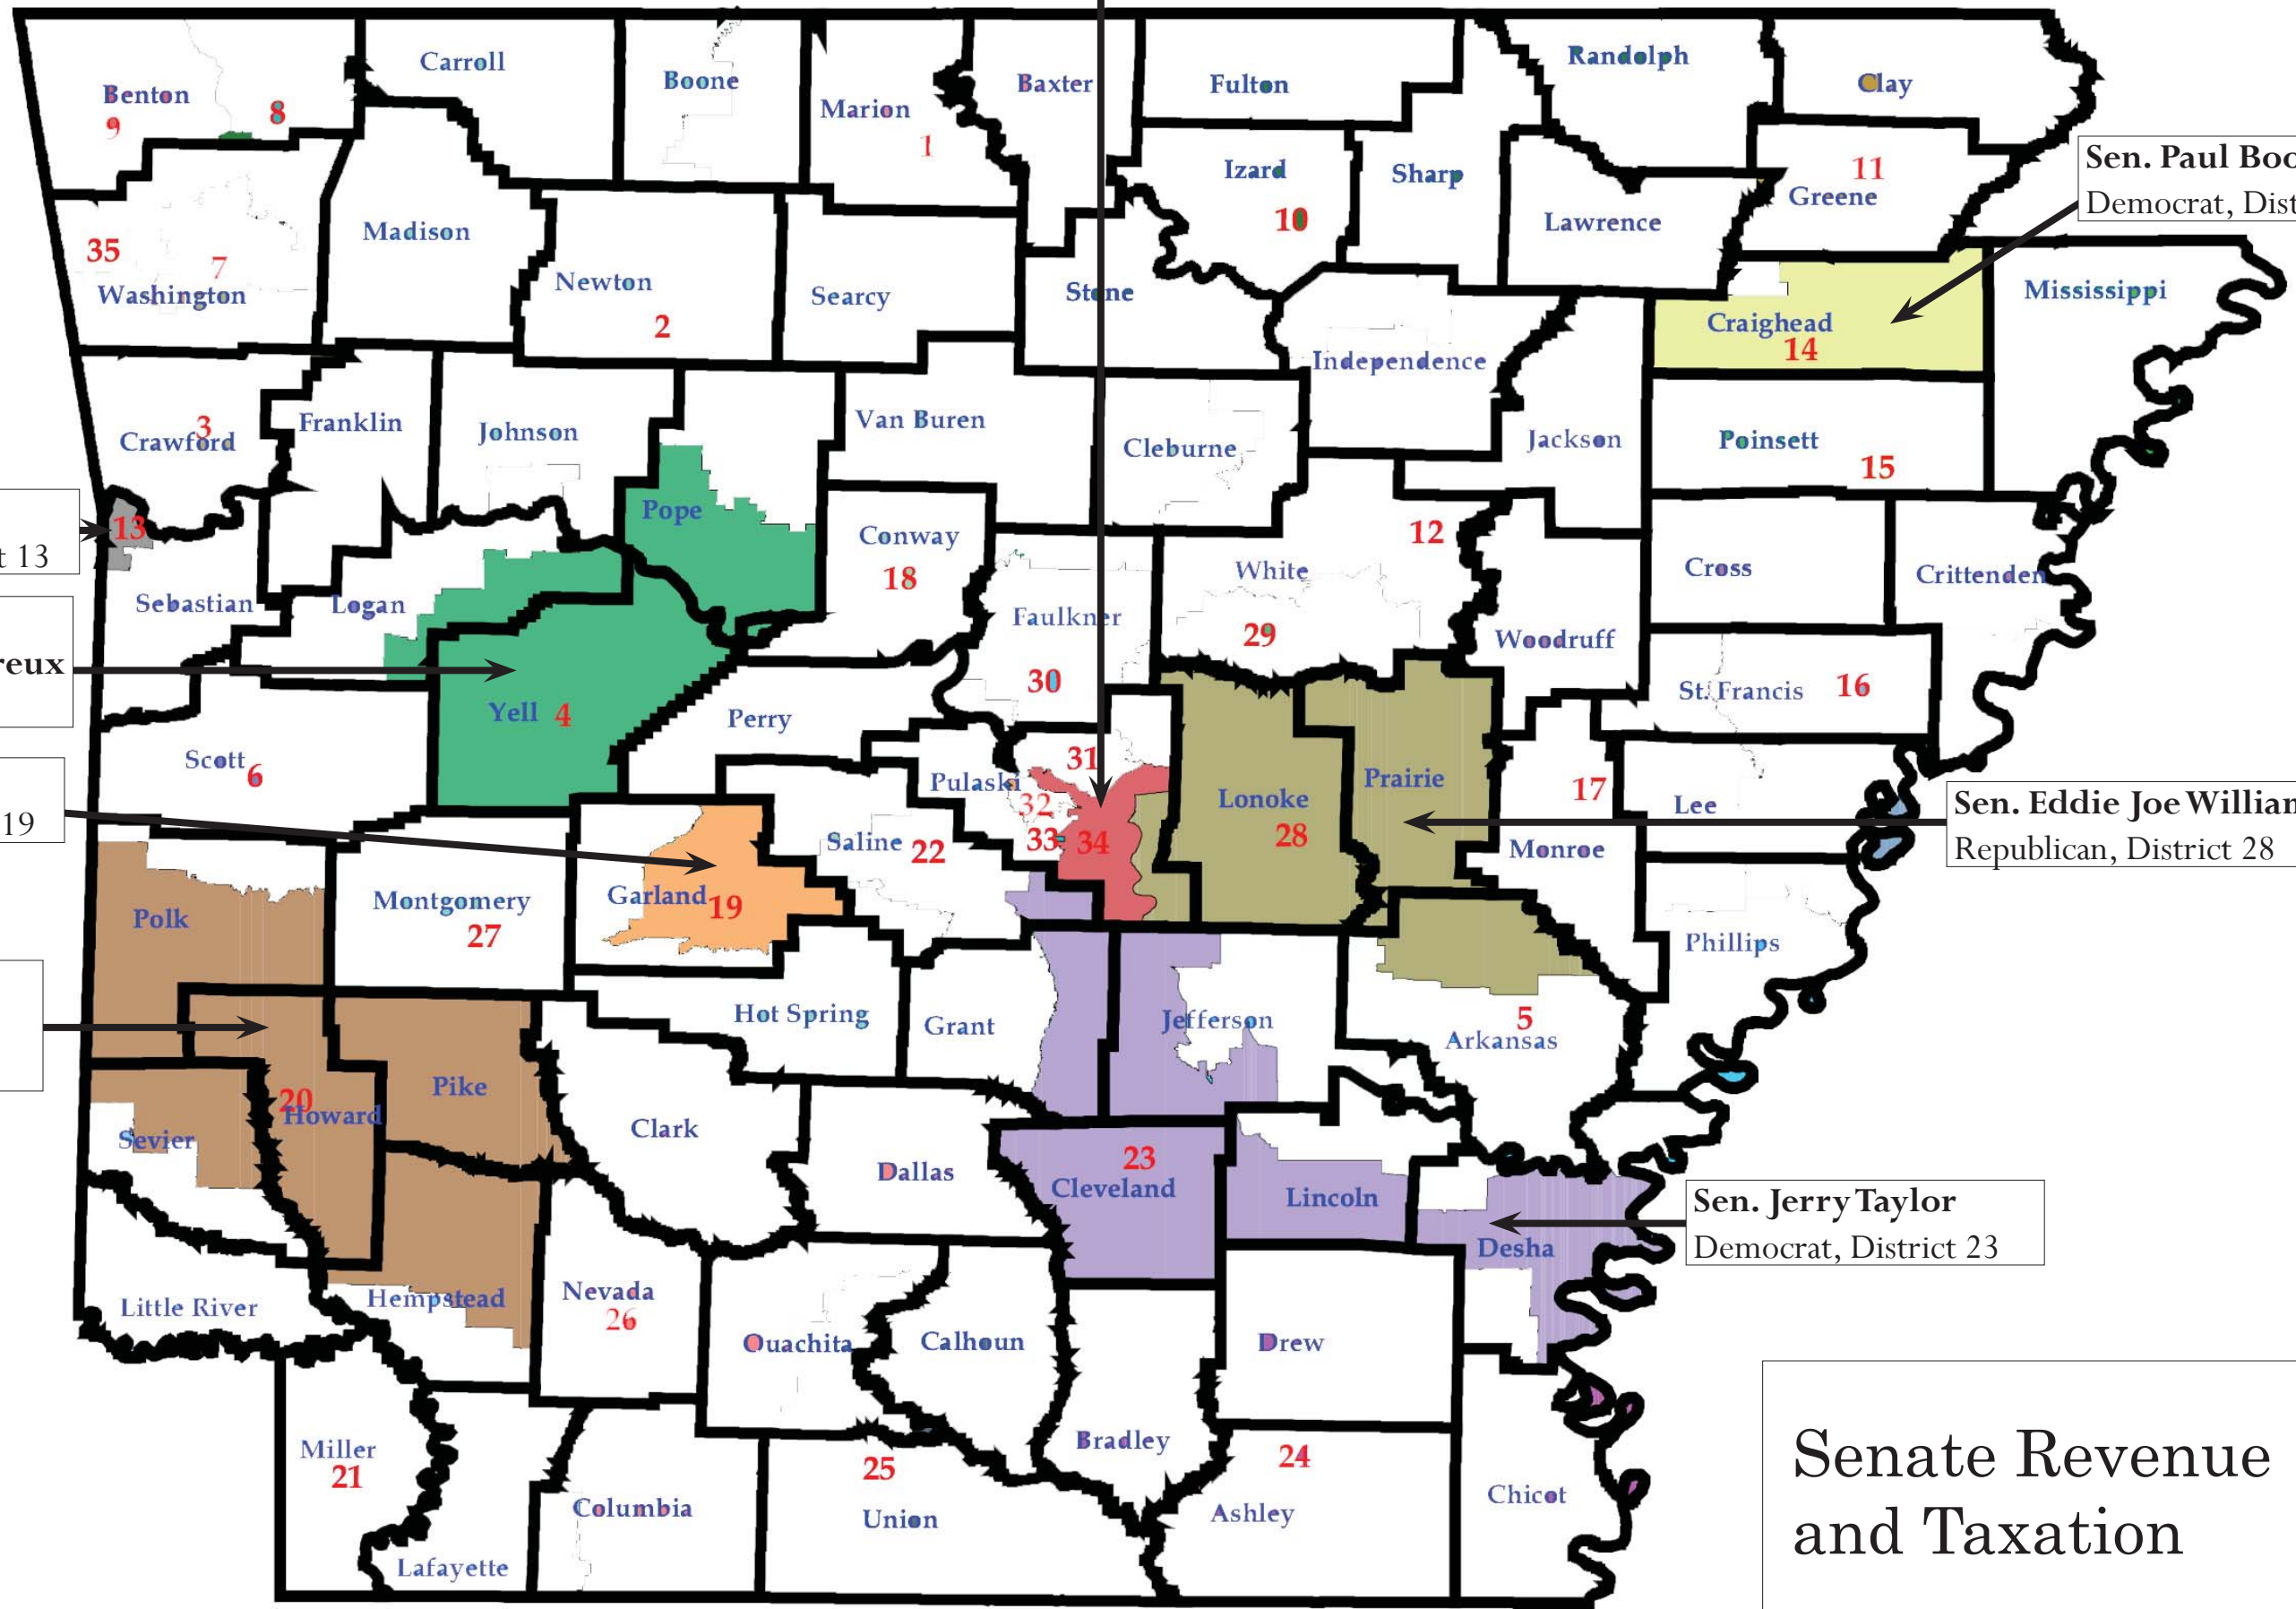 Carroll
Boone
Randolph
Clay
Benton
8
9
Marion
1
Baxter
Fulton
Sen. Paul
Democrat,
Izard
10
Sharp
11
Greene
Lawrence
35
7
Washington
Madison
Newton
2
Searcy
Stone
Mississippi
Craighead
14
Independence
3
Crawford
Franklin
Johnson
Van Buren
Cleburne
Jackson
Poinsett
15
13
13
Pope
Conway
18
12
White
29
Cross
Crittenden
Sebastian
Logan
Faulkner
30
Woodruff
St. Francis 16
Yell 4
Perry
Scott
6
31
Pulaski
32
33
34
Lonoke
28
Prairie
17
Lee
Sen. Eddie Joe
Republican, District 28
19
Saline 22
Monroe
Garland
19
Polk
Montgomery
27
Phillips
Hot Spring
Grant
Jefferson
5
Arkansas
20
Howard
Pike
Sevier
Clark
Dallas
23
Cleveland
Lincoln
Desha
Sen. Jerry Taylor
Democrat, District 23
Little River
Hempstead
Nevada
26
Ouachita
Calhoun
Drew
Miller
21
Bradley
25
24
Columbia
Union
Ashley
Chicot
Lafayette
Senate Revenue
and Taxation